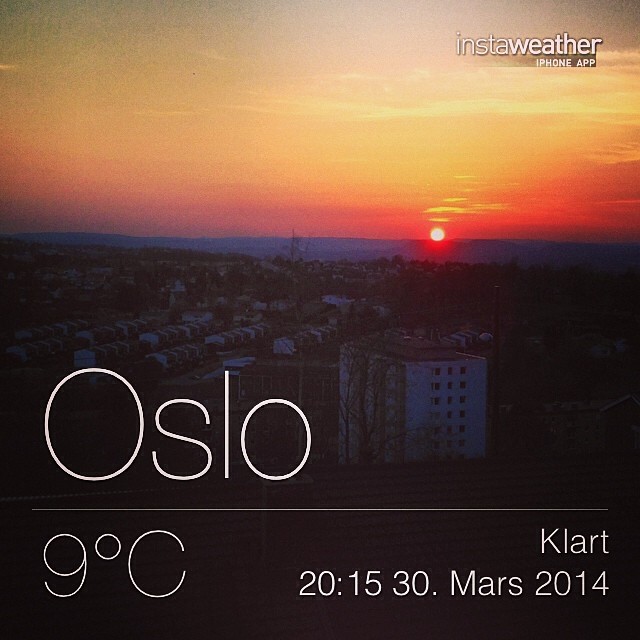 instaweather
IPHONE APP
Oslo
9°C
Klart
20:15 30. Mars 2014